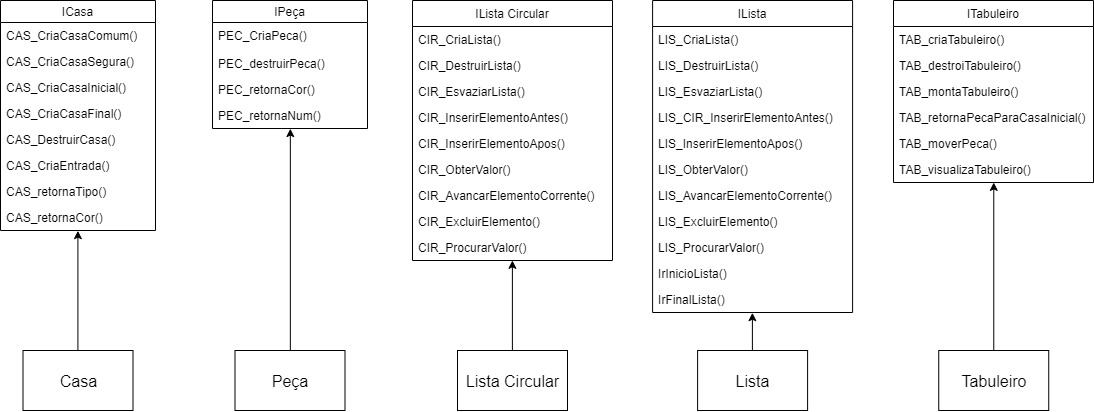 ICasa
CAS_CriaCasaComum()
CAS_CriaCasaSegura()
CAS_CriaCasaInicial()
CAS_CriaCasaFinal()
CAS_DestruirCasa()
CAS_CriaEntrada()
CAS_retornaTipo()
CAS_retornaCor()
Casa
IPeça
PEC_CriaPeca()
PEC_destruirPeca()
PEC_retornaCor()
PEC_retornaNum()
Peça
ILista Circular
CIR_CriaLista()
CIR_DestruirLista()
CIR_EsvaziarLista()
CIR_InserirElementoAntes()
CIR_InserirElementoApos()
CIR_ObterValor()
CIR_AvancarElementoCorrente()
CIR_ExcluirElemento()
CIR_ProcurarValor()
Lista Circular
ILista
LIS_CriaLista()
LIS_DestruirLista()
LIS_EsvaziarLista()
LIS_CIR_InserirElementoAntes()
LIS_InserirElementoApos()
LIS_ObterValor()
LIS_AvancarElementoCorrente()
LIS_ExcluirElemento()
LIS_ProcurarValor()
IrInicioLista()
IrFinalLista()
Lista
ITabuleiro
TAB_criaTabuleiro()
TAB_destroiTabuleiro()
TAB_montaTabuleiro()
TAB_retornaPecaParaCasaInicial()
TAB_moverPeca()
TAB_visualizaTabuleiro()
Tabuleiro